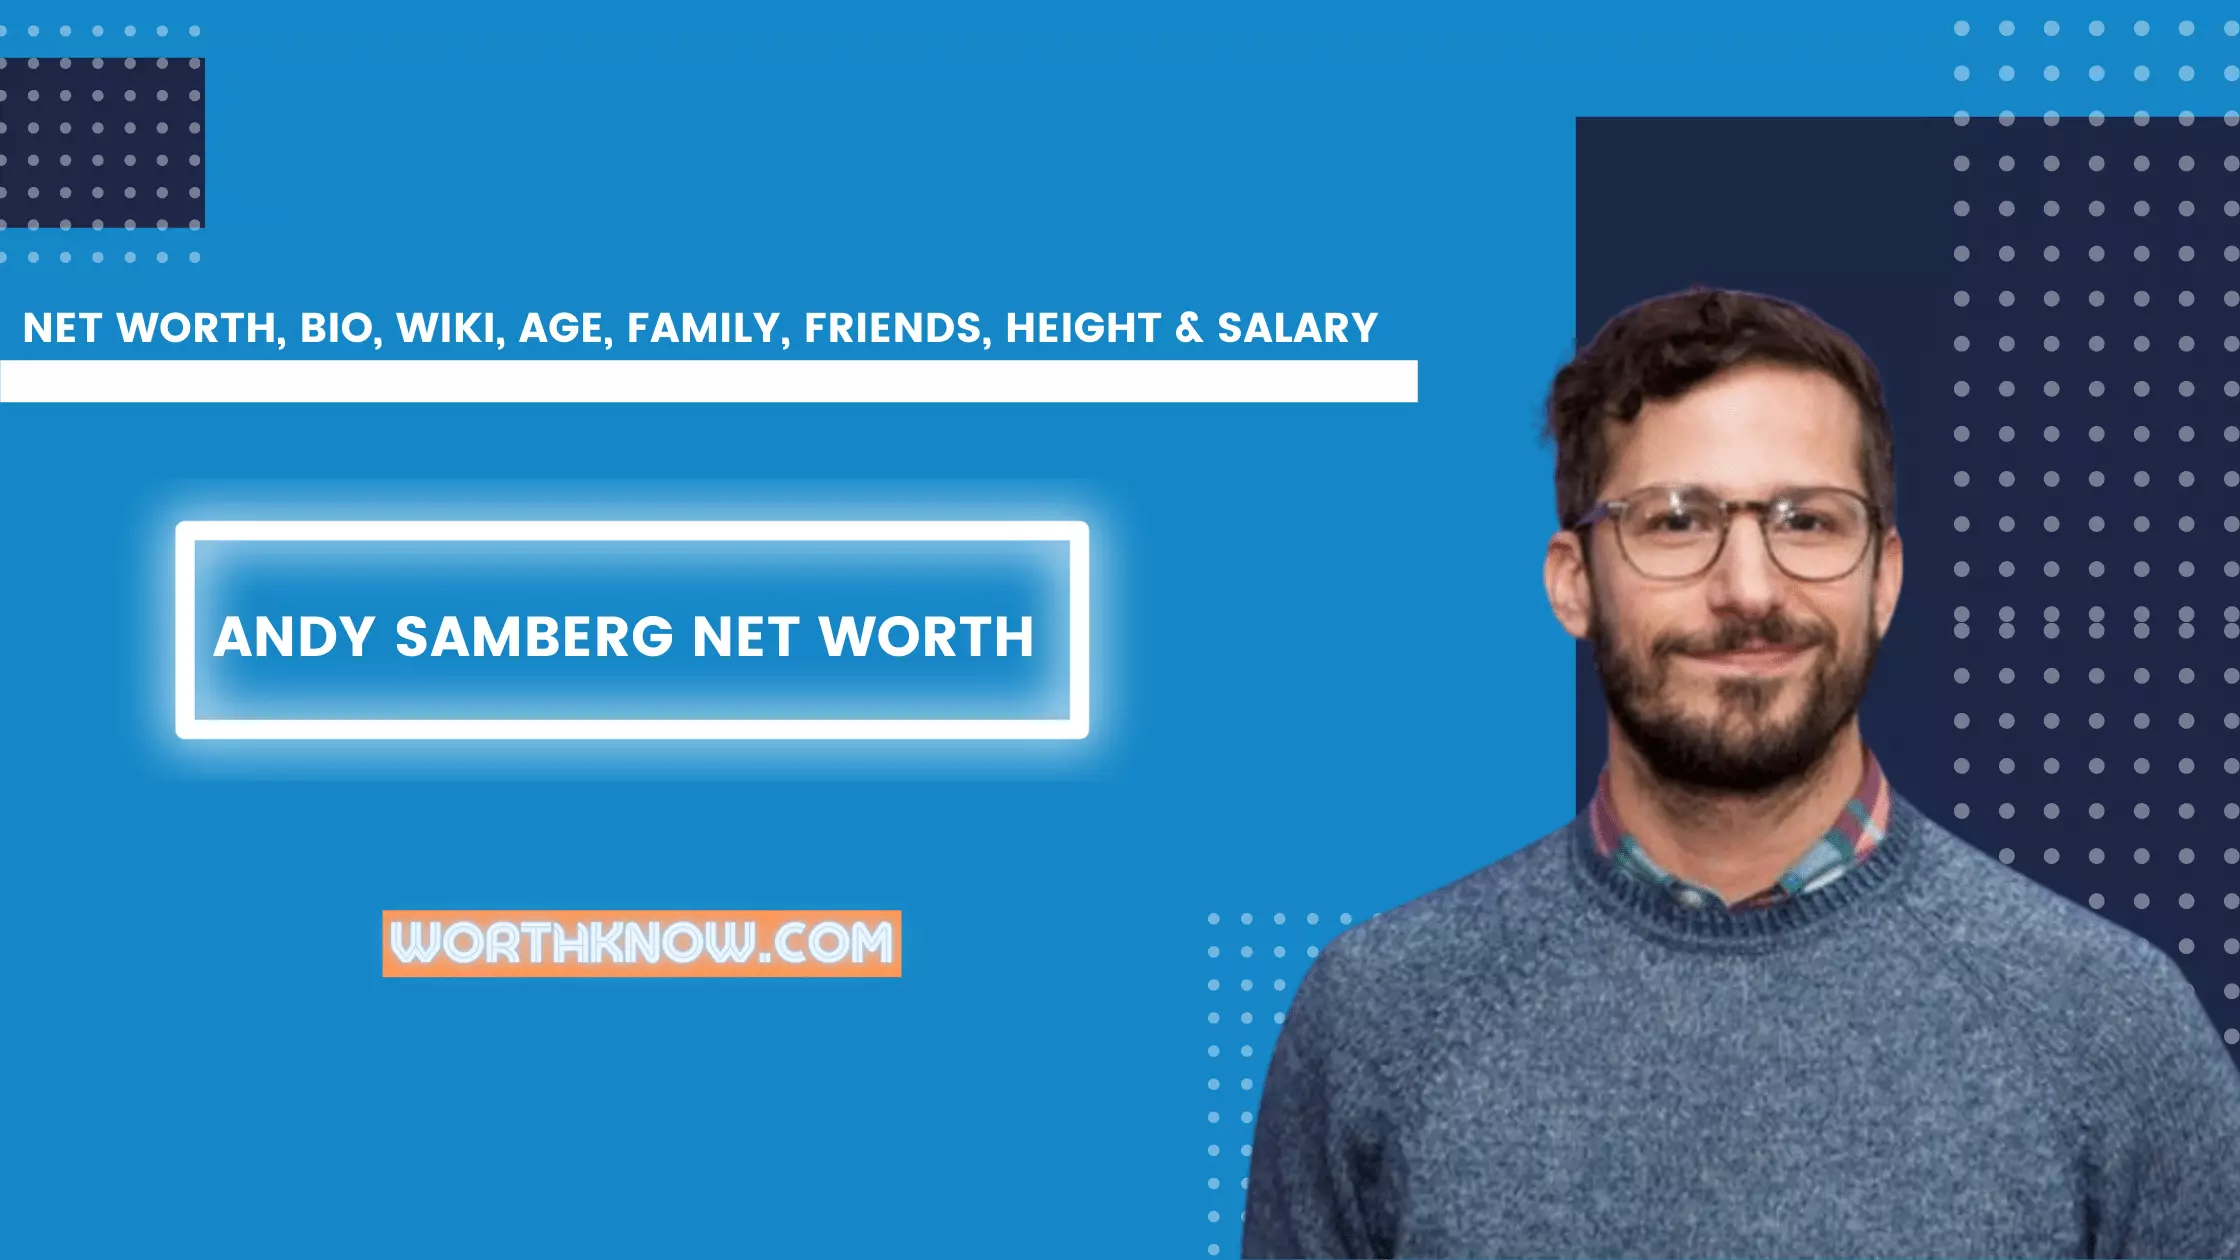 NET WORTH, BIO, WIKI, AGE, FAMILY, FRIENDS, HEIGHT & SALARY
ANDY SAMBERG NET WORTH
WORTHKNOW.COM